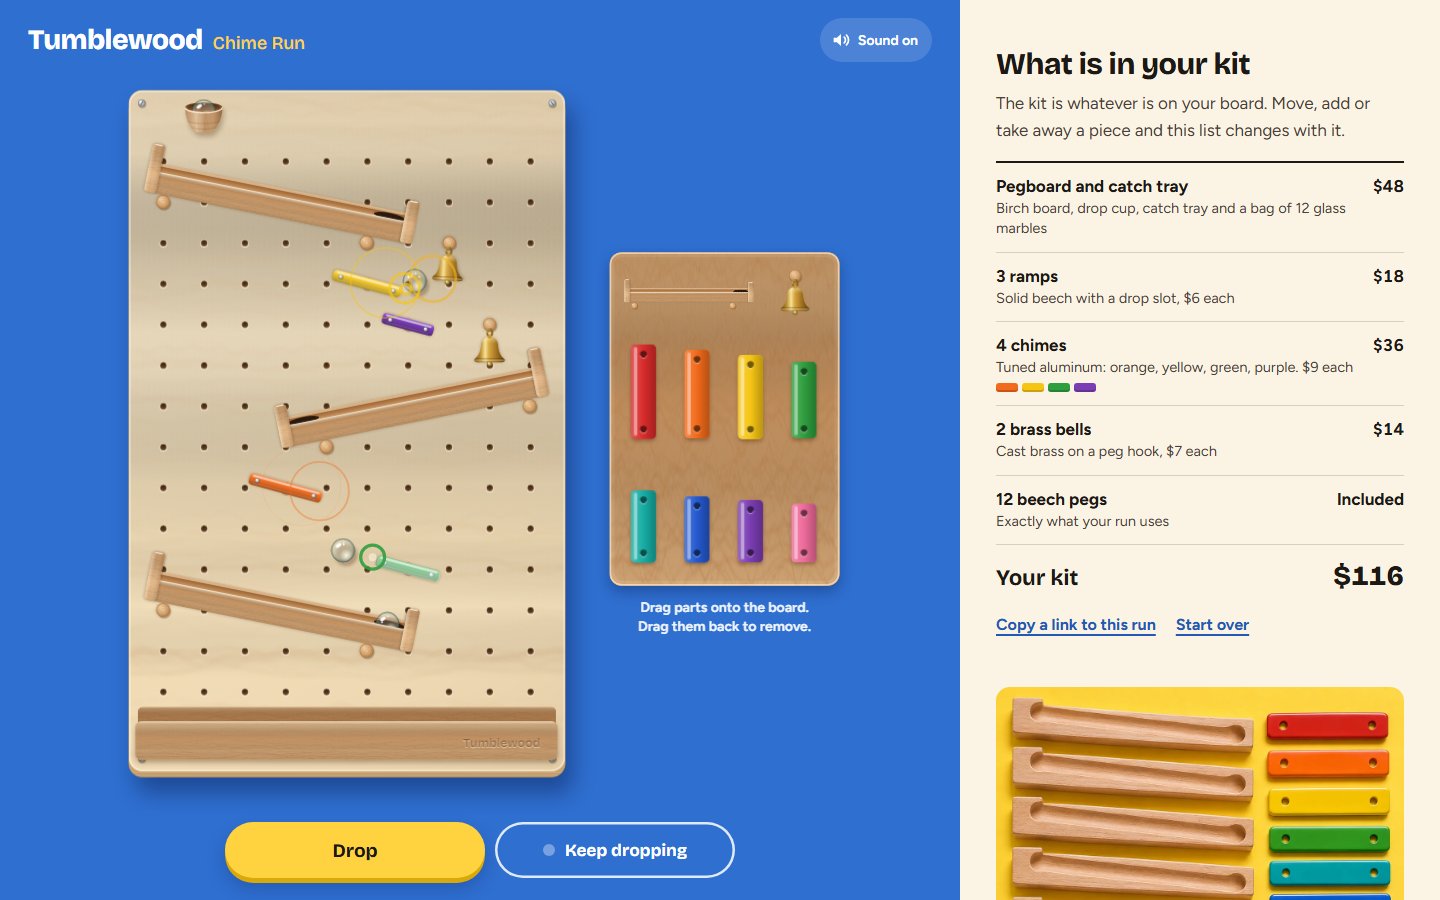 Tumblewood Chime Run
Sound on
Tumblewood
Drag parts onto the board.
Drag them back to remove.
Drop
Keep dropping
What is in your kit
The kit is whatever is on your board. Move, add or
take away a piece and this list changes with it.
Pegboard and catch tray $48
Birch board, drop cup, catch tray and a bag of 12 glass
marbles
3 ramps $18
Solid beech with a drop slot, $6 each
4 chimes $36
Tuned aluminum: orange, yellow, green, purple. $9 each
2 brass bells $14
Cast brass on a peg hook, $7 each
12 beech pegs Included
Exactly what your run uses
Your kit $116
Copy a link to this run Start over